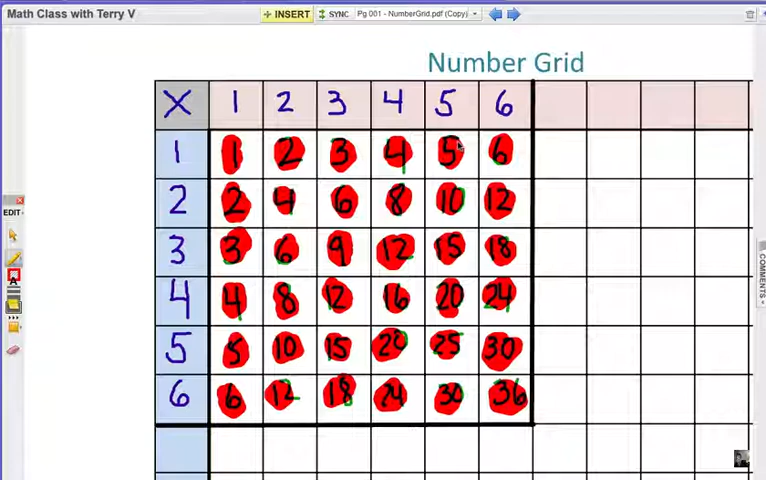 Math Class with Terry V
INSERT SYNC Pg 001 - NumberGrid.pdf (Copy)
Number Grid
X 1 2 3 4 5 6
1 1 2 3 4 5 6
2 2 4 6 8 10 12
EDIT
3 3 6 9 12 15 18
4 4 8 12 16 20 24
5 5 10 15 20 25 30
6 6 12 18 24 30 36
COMMENTS